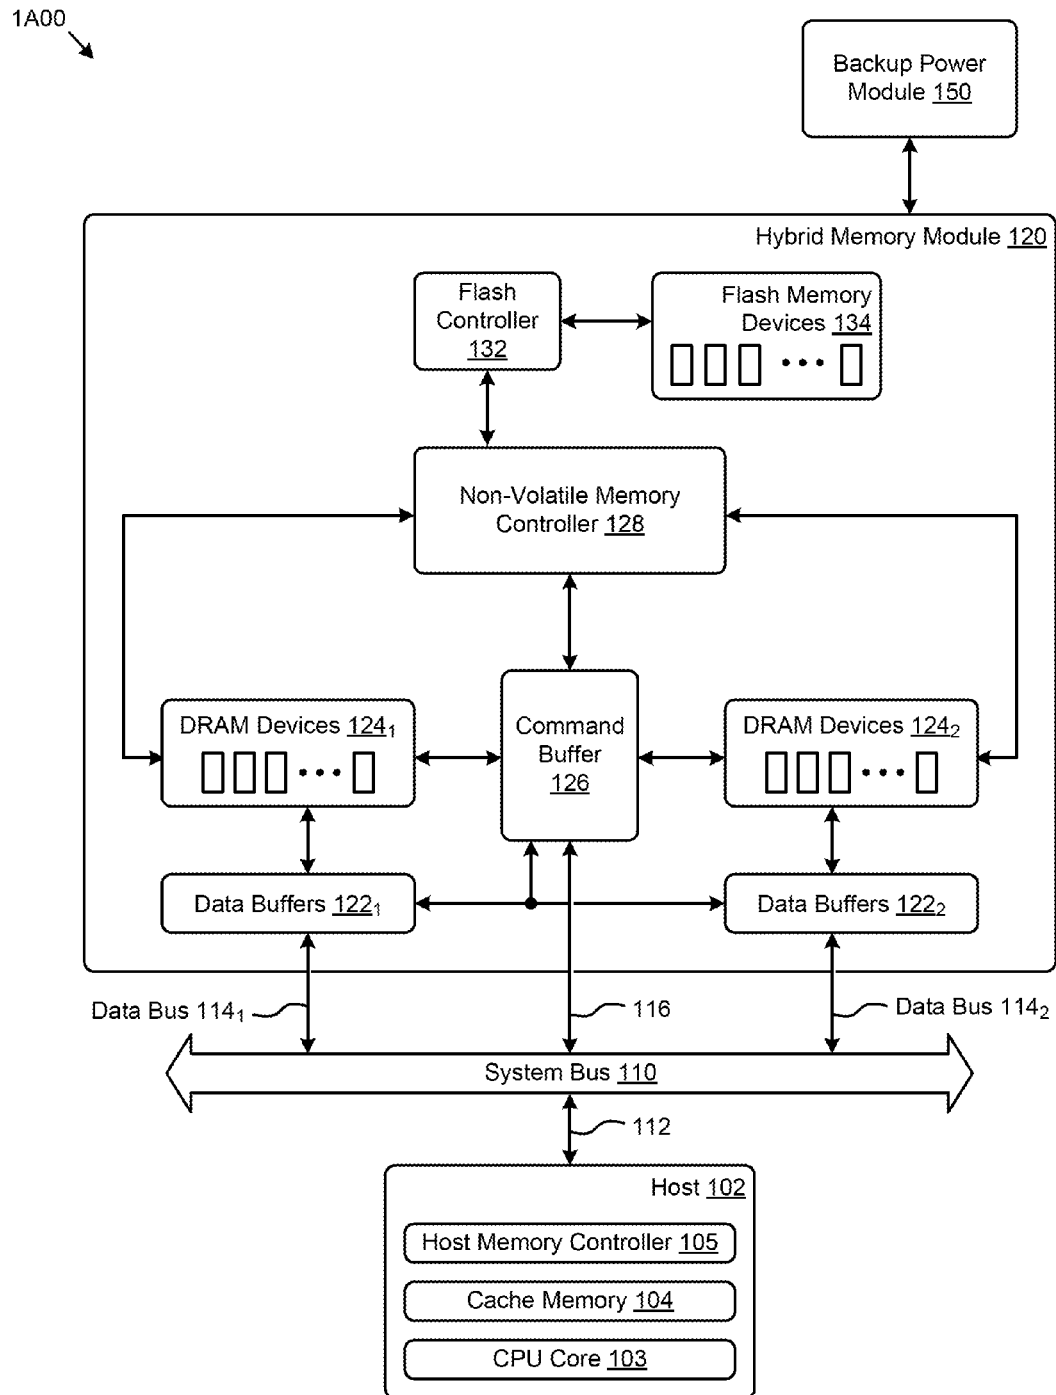 1A00
Backup Power
Module 150
Hybrid Memory Module 120
Flash
Controller
132
Flash Memory
Devices 134
Non-Volatile Memory
Controller 128
DRAM Devices 124₁
Command
Buffer
126
DRAM Devices 124₂
Data Buffers 122₁
Data Buffers 122₂
Data Bus 114₁
116
Data Bus 114₂
System Bus 110
112
Host 102
Host Memory Controller 105
Cache Memory 104
CPU Core 103